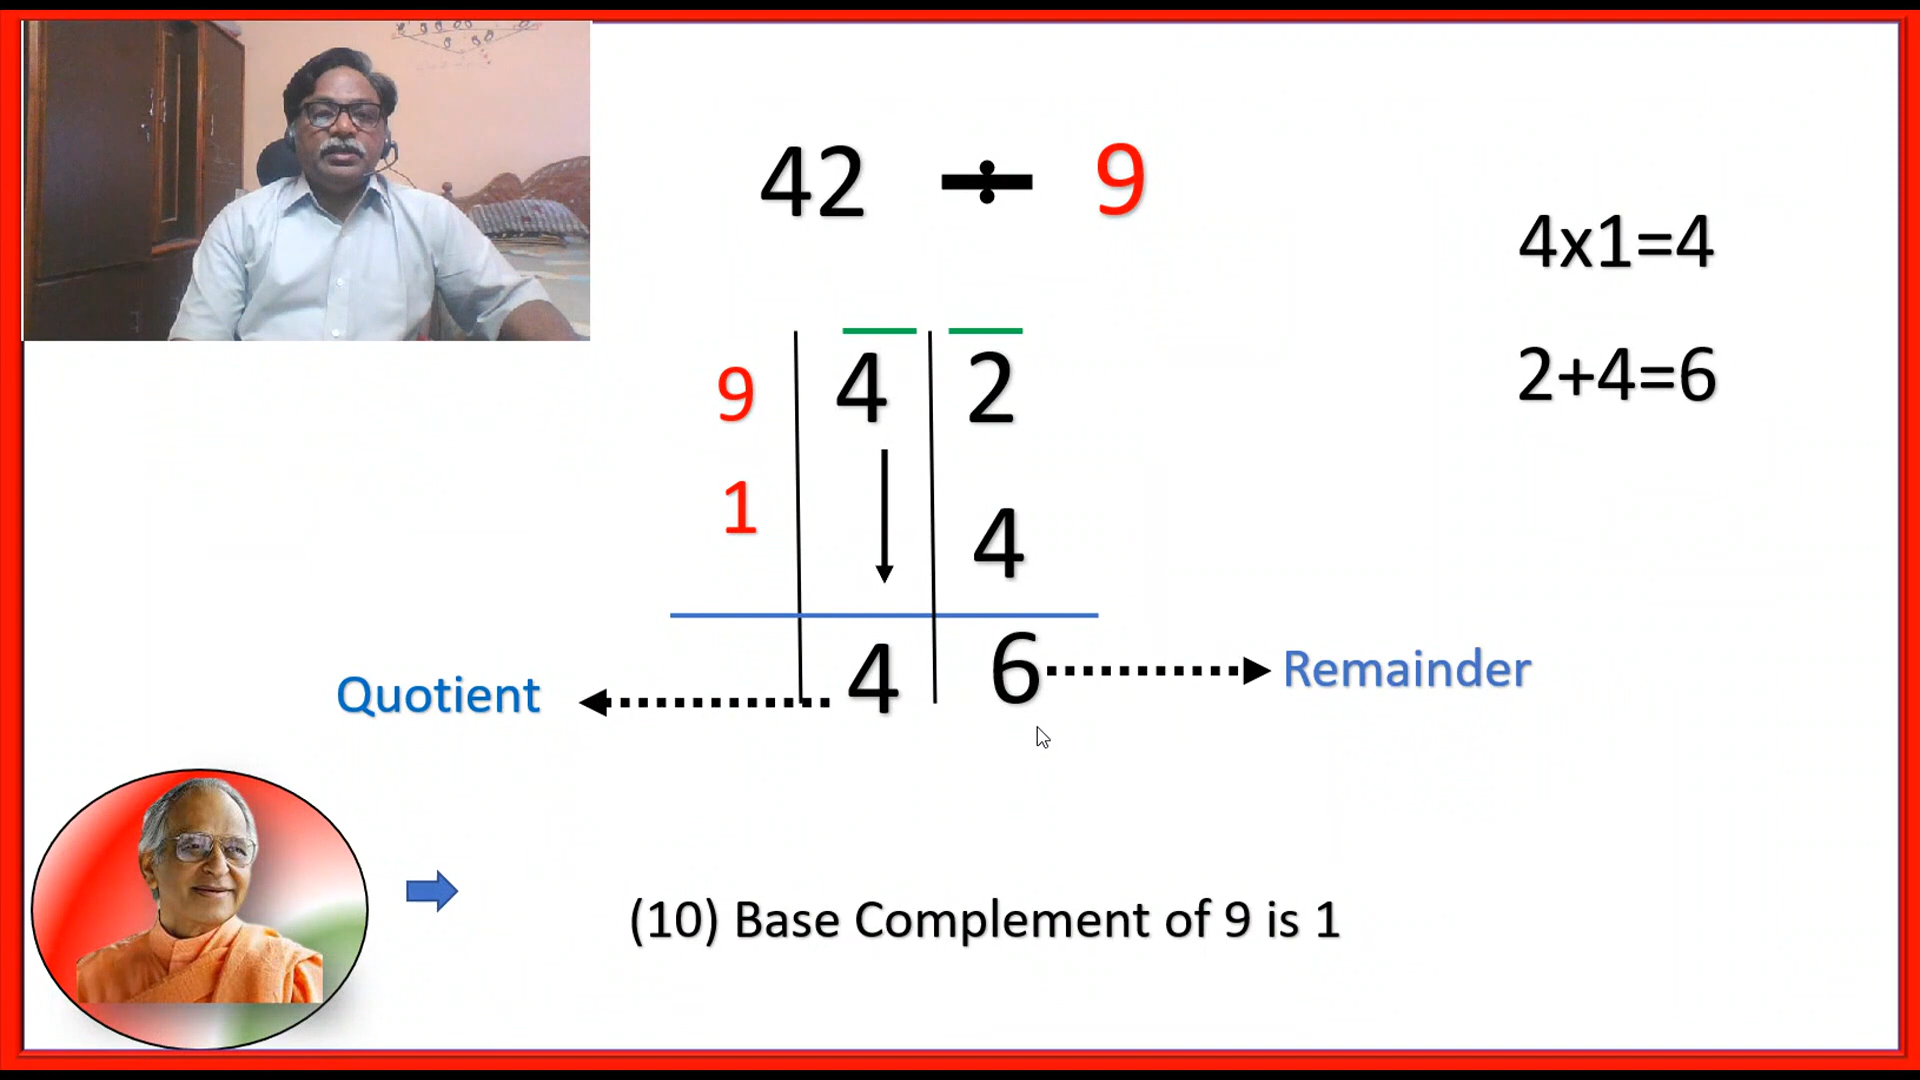 42 ÷ 9
4x1=4
2+4=6
9 4 2
1 4
4 6
Quotient
Remainder
(10) Base Complement of 9 is 1